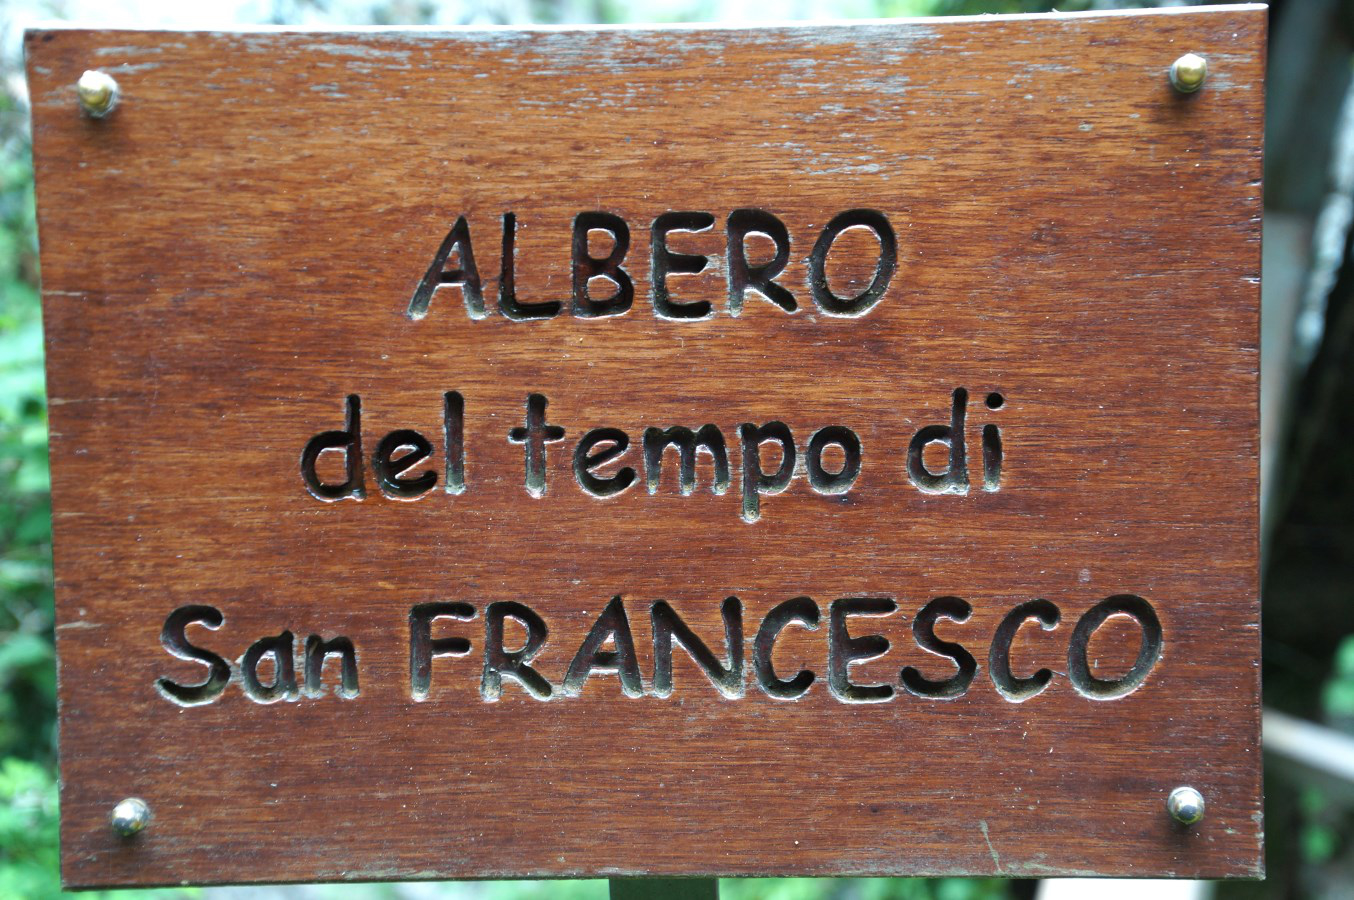 ALBERO
del tempo di
San FRANCESCO